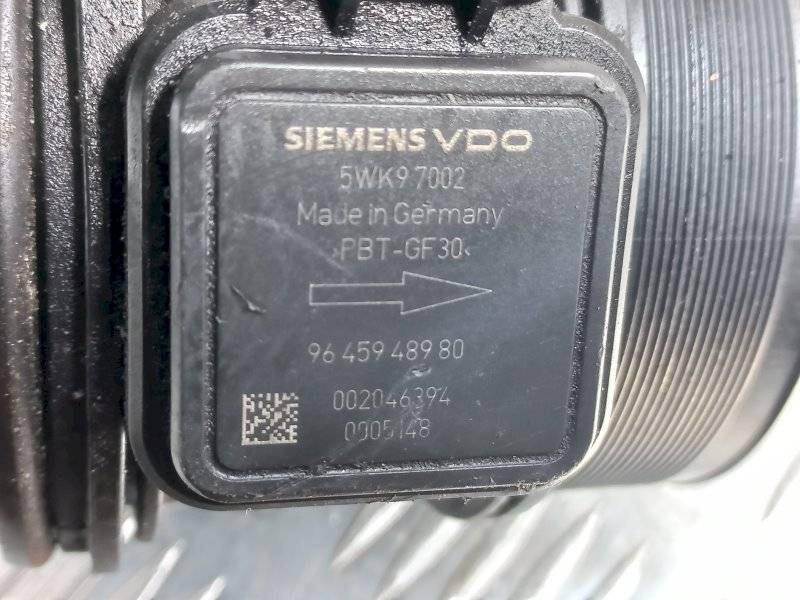 SIEMENS VDO
5WK9 7002
Made in Germany
›PBT-GF30‹
96 459 489 80
002046394
0005148